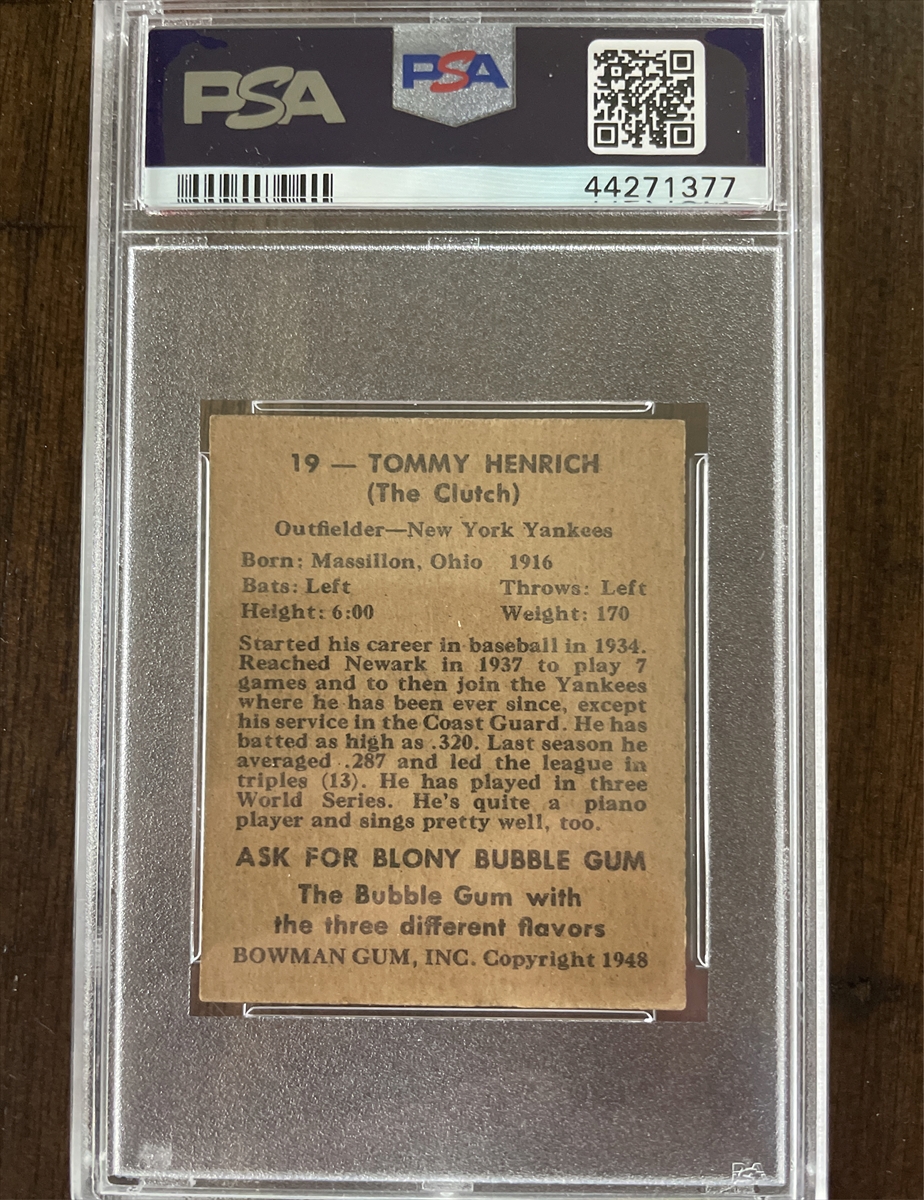 PSA
PSA
44271377
19 — TOMMY HENRICH
(The Clutch)
Outfielder—New York Yankees
Born: Massillon, Ohio 1916
Bats: Left Throws: Left
Height: 6:00 Weight: 170
Started his career in baseball in 1934.
Reached Newark in 1937 to play 7
games and to then join the Yankees
where he has been ever since, except
his service in the Coast Guard. He has
batted as high as .320. Last season he
averaged .287 and led the league in
triples (13). He has played in three
World Series. He's quite a piano
player and sings pretty well, too.
ASK FOR BLONY BUBBLE GUM
The Bubble Gum with
the three different flavors
BOWMAN GUM, INC. Copyright 1948
PSA